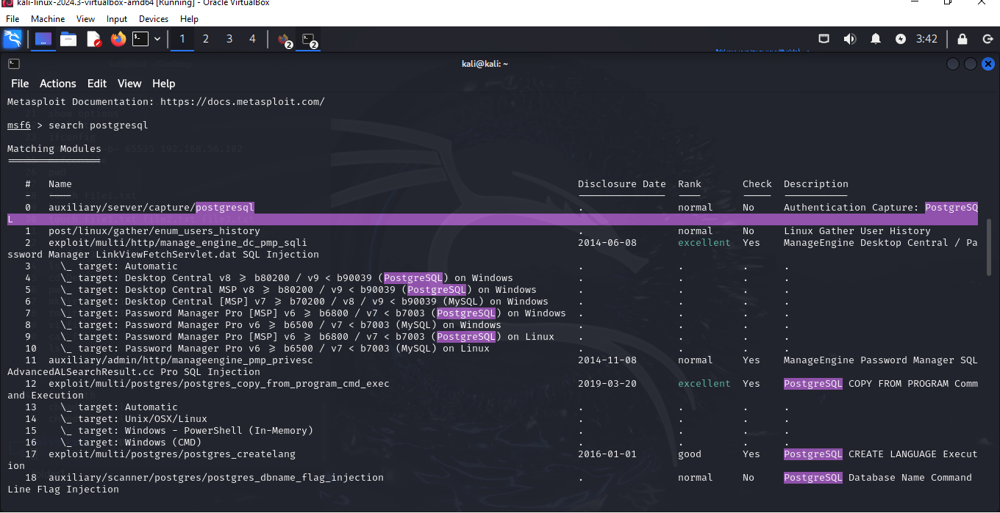 kali-linux-2024.3-virtualbox-amd64 [Running] - Oracle VirtualBox
File Machine View Input Devices Help
1 2 3 4 2 2 3:42
kali@kali: ~
File Actions Edit View Help
Metasploit Documentation: https://docs.metasploit.com/
msf6 > search postgresql
Matching Modules
================
# Name Disclosure Date Rank Check Description
- ---- --------------- ---- ----- -----------
0 auxiliary/server/capture/postgresql . normal No Authentication Capture: PostgreSQ
L
1 post/linux/gather/enum_users_history . normal No Linux Gather User History
2 exploit/multi/http/manage_engine_dc_pmp_sqli 2014-06-08 excellent Yes ManageEngine Desktop Central / Pa
ssword Manager LinkViewFetchServlet.dat SQL Injection
3 \_ target: Automatic . . . .
4 \_ target: Desktop Central v8 ≥ b80200 / v9 < b90039 (PostgreSQL) on Windows . . . .
5 \_ target: Desktop Central MSP v8 ≥ b80200 / v9 < b90039 (PostgreSQL) on Windows . . . .
6 \_ target: Desktop Central [MSP] v7 ≥ b70200 / v8 / v9 < b90039 (MySQL) on Windows . . . .
7 \_ target: Password Manager Pro [MSP] v6 ≥ b6800 / v7 < b7003 (PostgreSQL) on Windows . . . .
8 \_ target: Password Manager Pro v6 ≥ b6500 / v7 < b7003 (MySQL) on Windows . . . .
9 \_ target: Password Manager Pro [MSP] v6 ≥ b6800 / v7 < b7003 (PostgreSQL) on Linux . . . .
10 \_ target: Password Manager Pro v6 ≥ b6500 / v7 < b7003 (MySQL) on Linux . . . .
11 auxiliary/admin/http/manageengine_pmp_privesc 2014-11-08 normal Yes ManageEngine Password Manager SQL
AdvancedALSearchResult.cc Pro SQL Injection
12 exploit/multi/postgres/postgres_copy_from_program_cmd_exec 2019-03-20 excellent Yes PostgreSQL COPY FROM PROGRAM Comm
and Execution
13 \_ target: Automatic . . . .
14 \_ target: Unix/OSX/Linux . . . .
15 \_ target: Windows - PowerShell (In-Memory) . . . .
16 \_ target: Windows (CMD) . . . .
17 exploit/multi/postgres/postgres_createlang 2016-01-01 good Yes PostgreSQL CREATE LANGUAGE Execut
ion
18 auxiliary/scanner/postgres/postgres_dbname_flag_injection . normal No PostgreSQL Database Name Command
Line Flag Injection